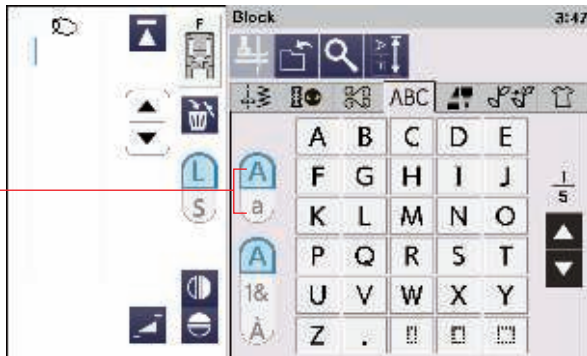 F
L
S
Block
3:47
ABC
A
a
A
1&
À
A B C D E
F G H I J
K L M N O
P Q R S T
U V W X Y
Z .
1
5